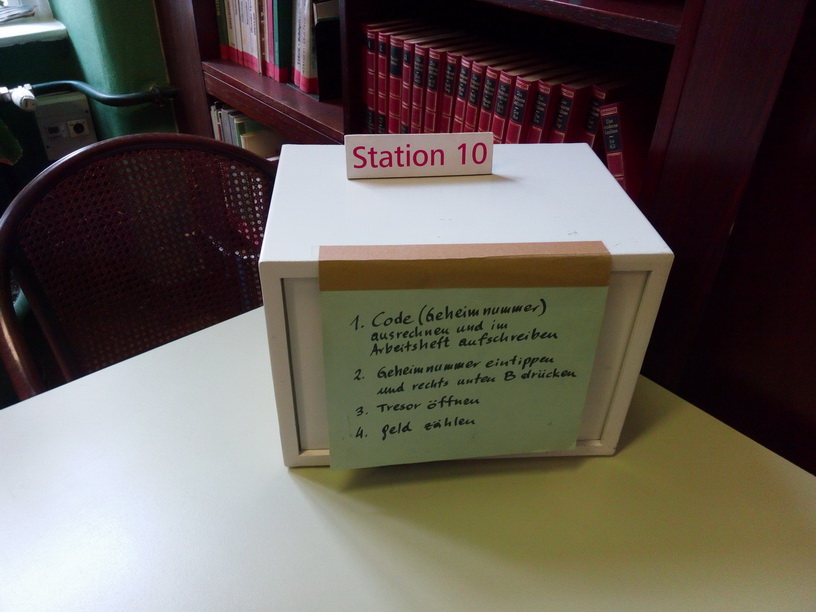 Station 10
1. Code (Geheimnummer)
ausrechnen und im
Arbeitsheft aufschreiben
2. Geheimnummer eintippen
und rechts unten B drücken
3. Tresor öffnen
4. Geld zählen